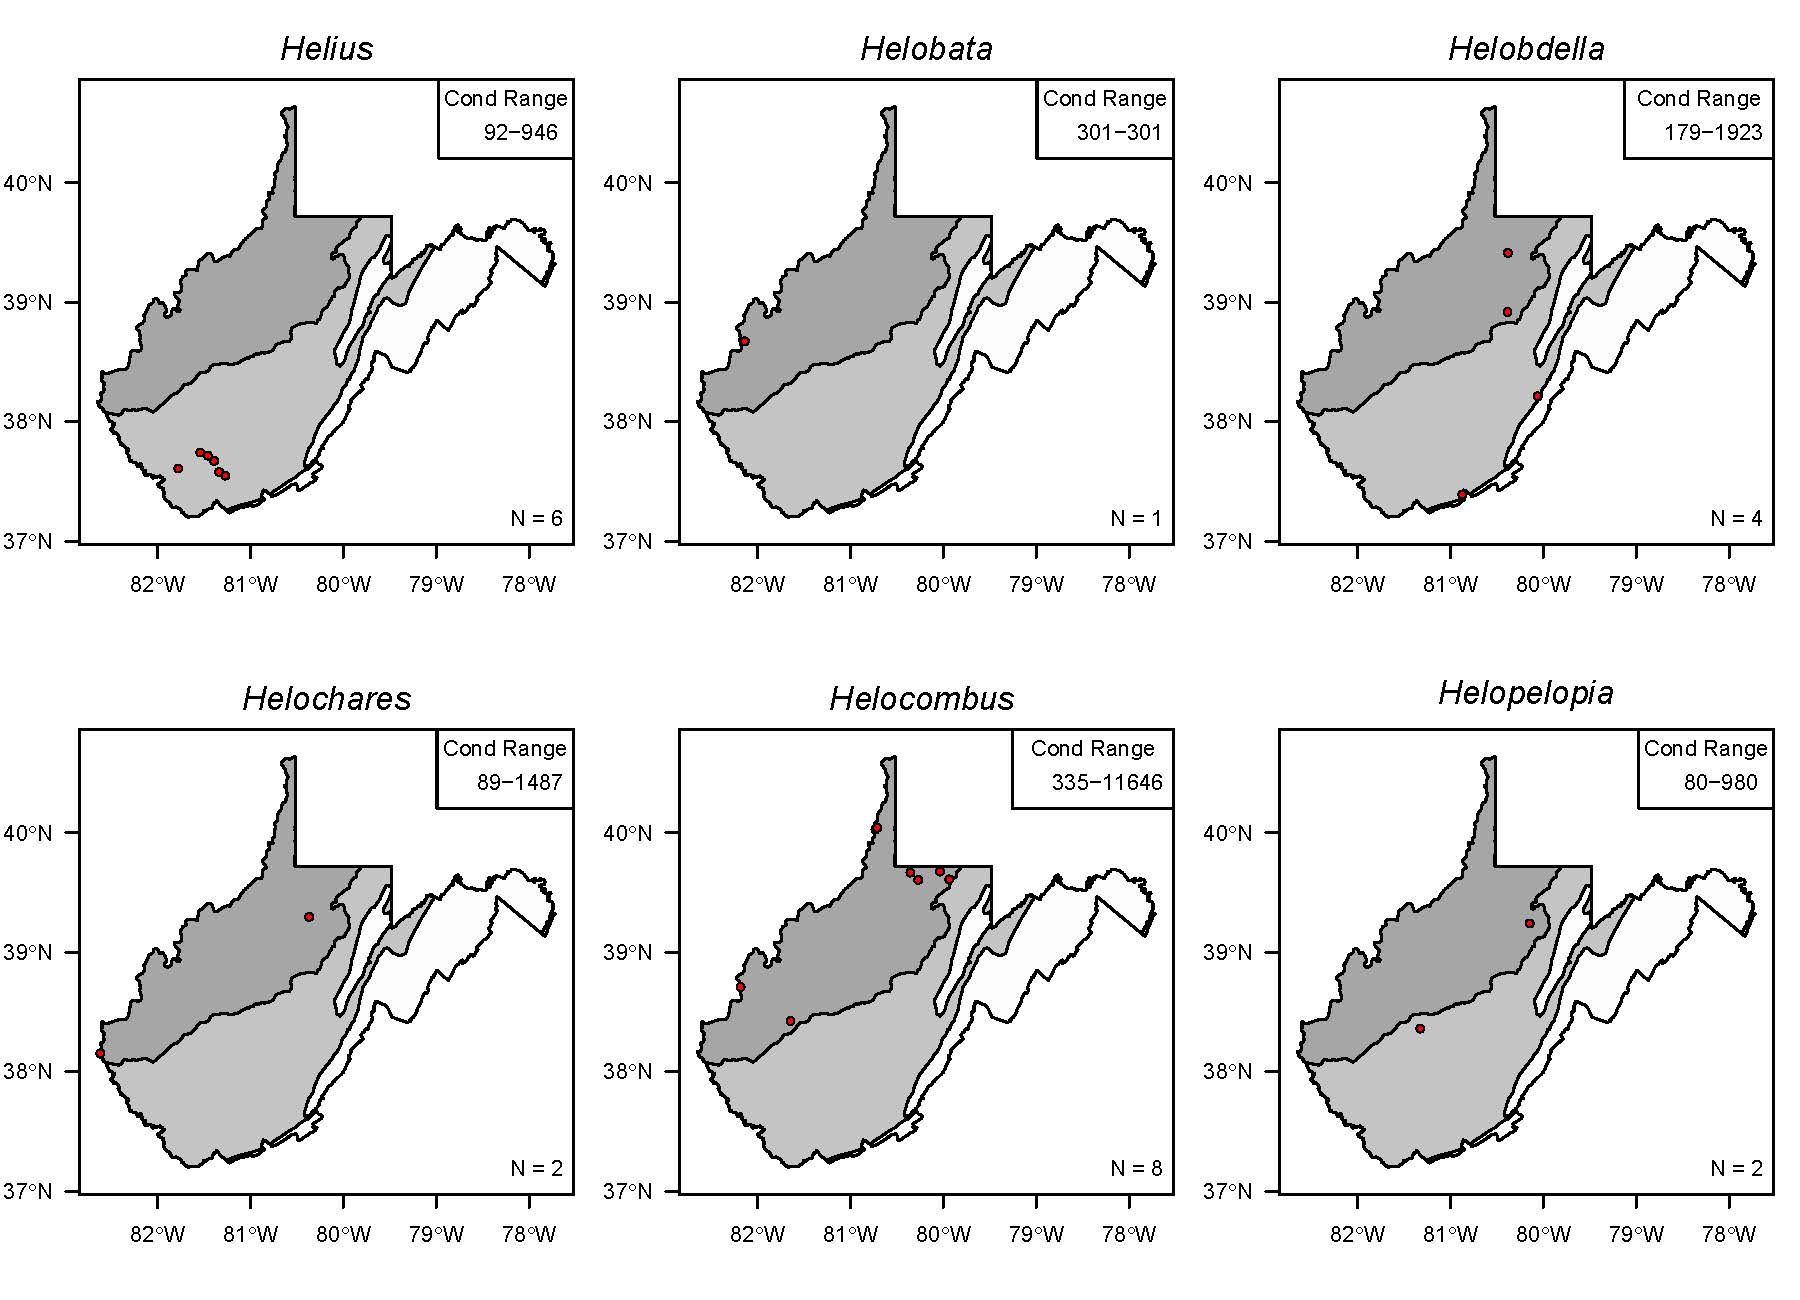 Helius
Cond Range
92−946
40°N
39°N
38°N
37°N
N = 6
82°W 81°W 80°W 79°W 78°W
Helobata
Cond Range
301−301
40°N
39°N
38°N
37°N
N = 1
82°W 81°W 80°W 79°W 78°W
Helobdella
Cond Range
179−1923
40°N
39°N
38°N
37°N
N = 4
82°W 81°W 80°W 79°W 78°W
Helochares
Cond Range
89−1487
40°N
39°N
38°N
37°N
N = 2
82°W 81°W 80°W 79°W 78°W
Helocombus
Cond Range
335−11646
40°N
39°N
38°N
37°N
N = 8
82°W 81°W 80°W 79°W 78°W
Helopelopia
Cond Range
80−980
40°N
39°N
38°N
37°N
N = 2
82°W 81°W 80°W 79°W 78°W